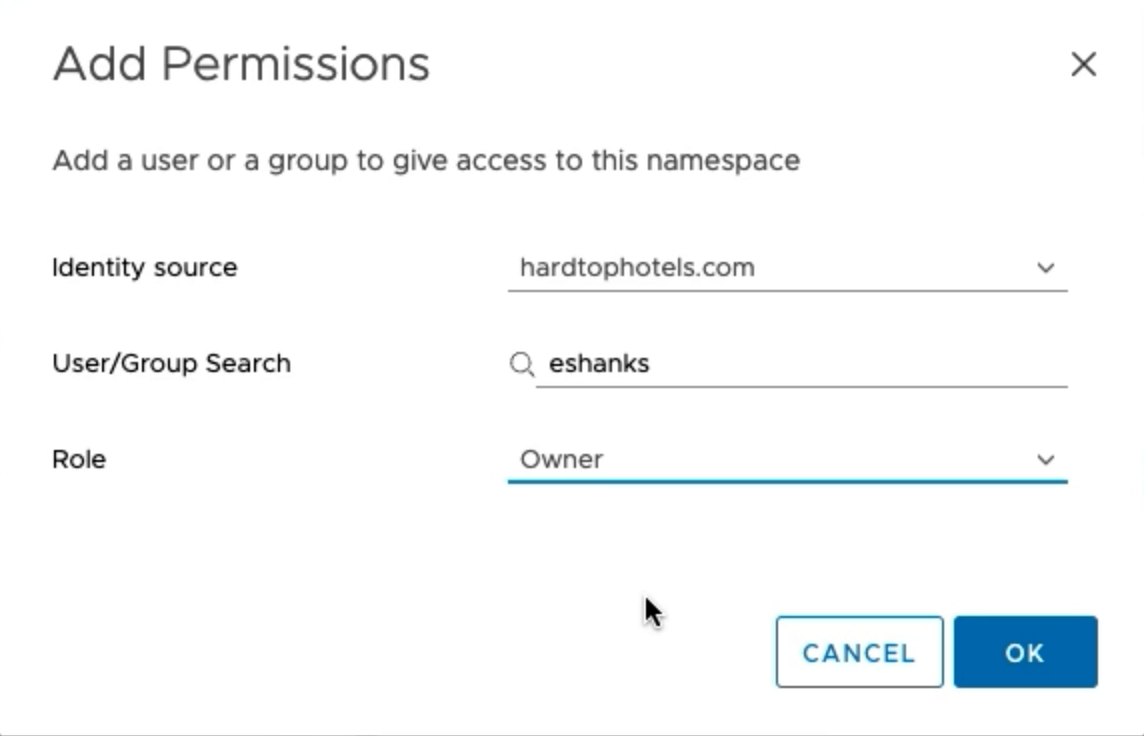 Add Permissions
Add a user or a group to give access to this namespace
Identity source
hardtophotels.com
User/Group Search
eshanks
Role
Owner
CANCEL
OK